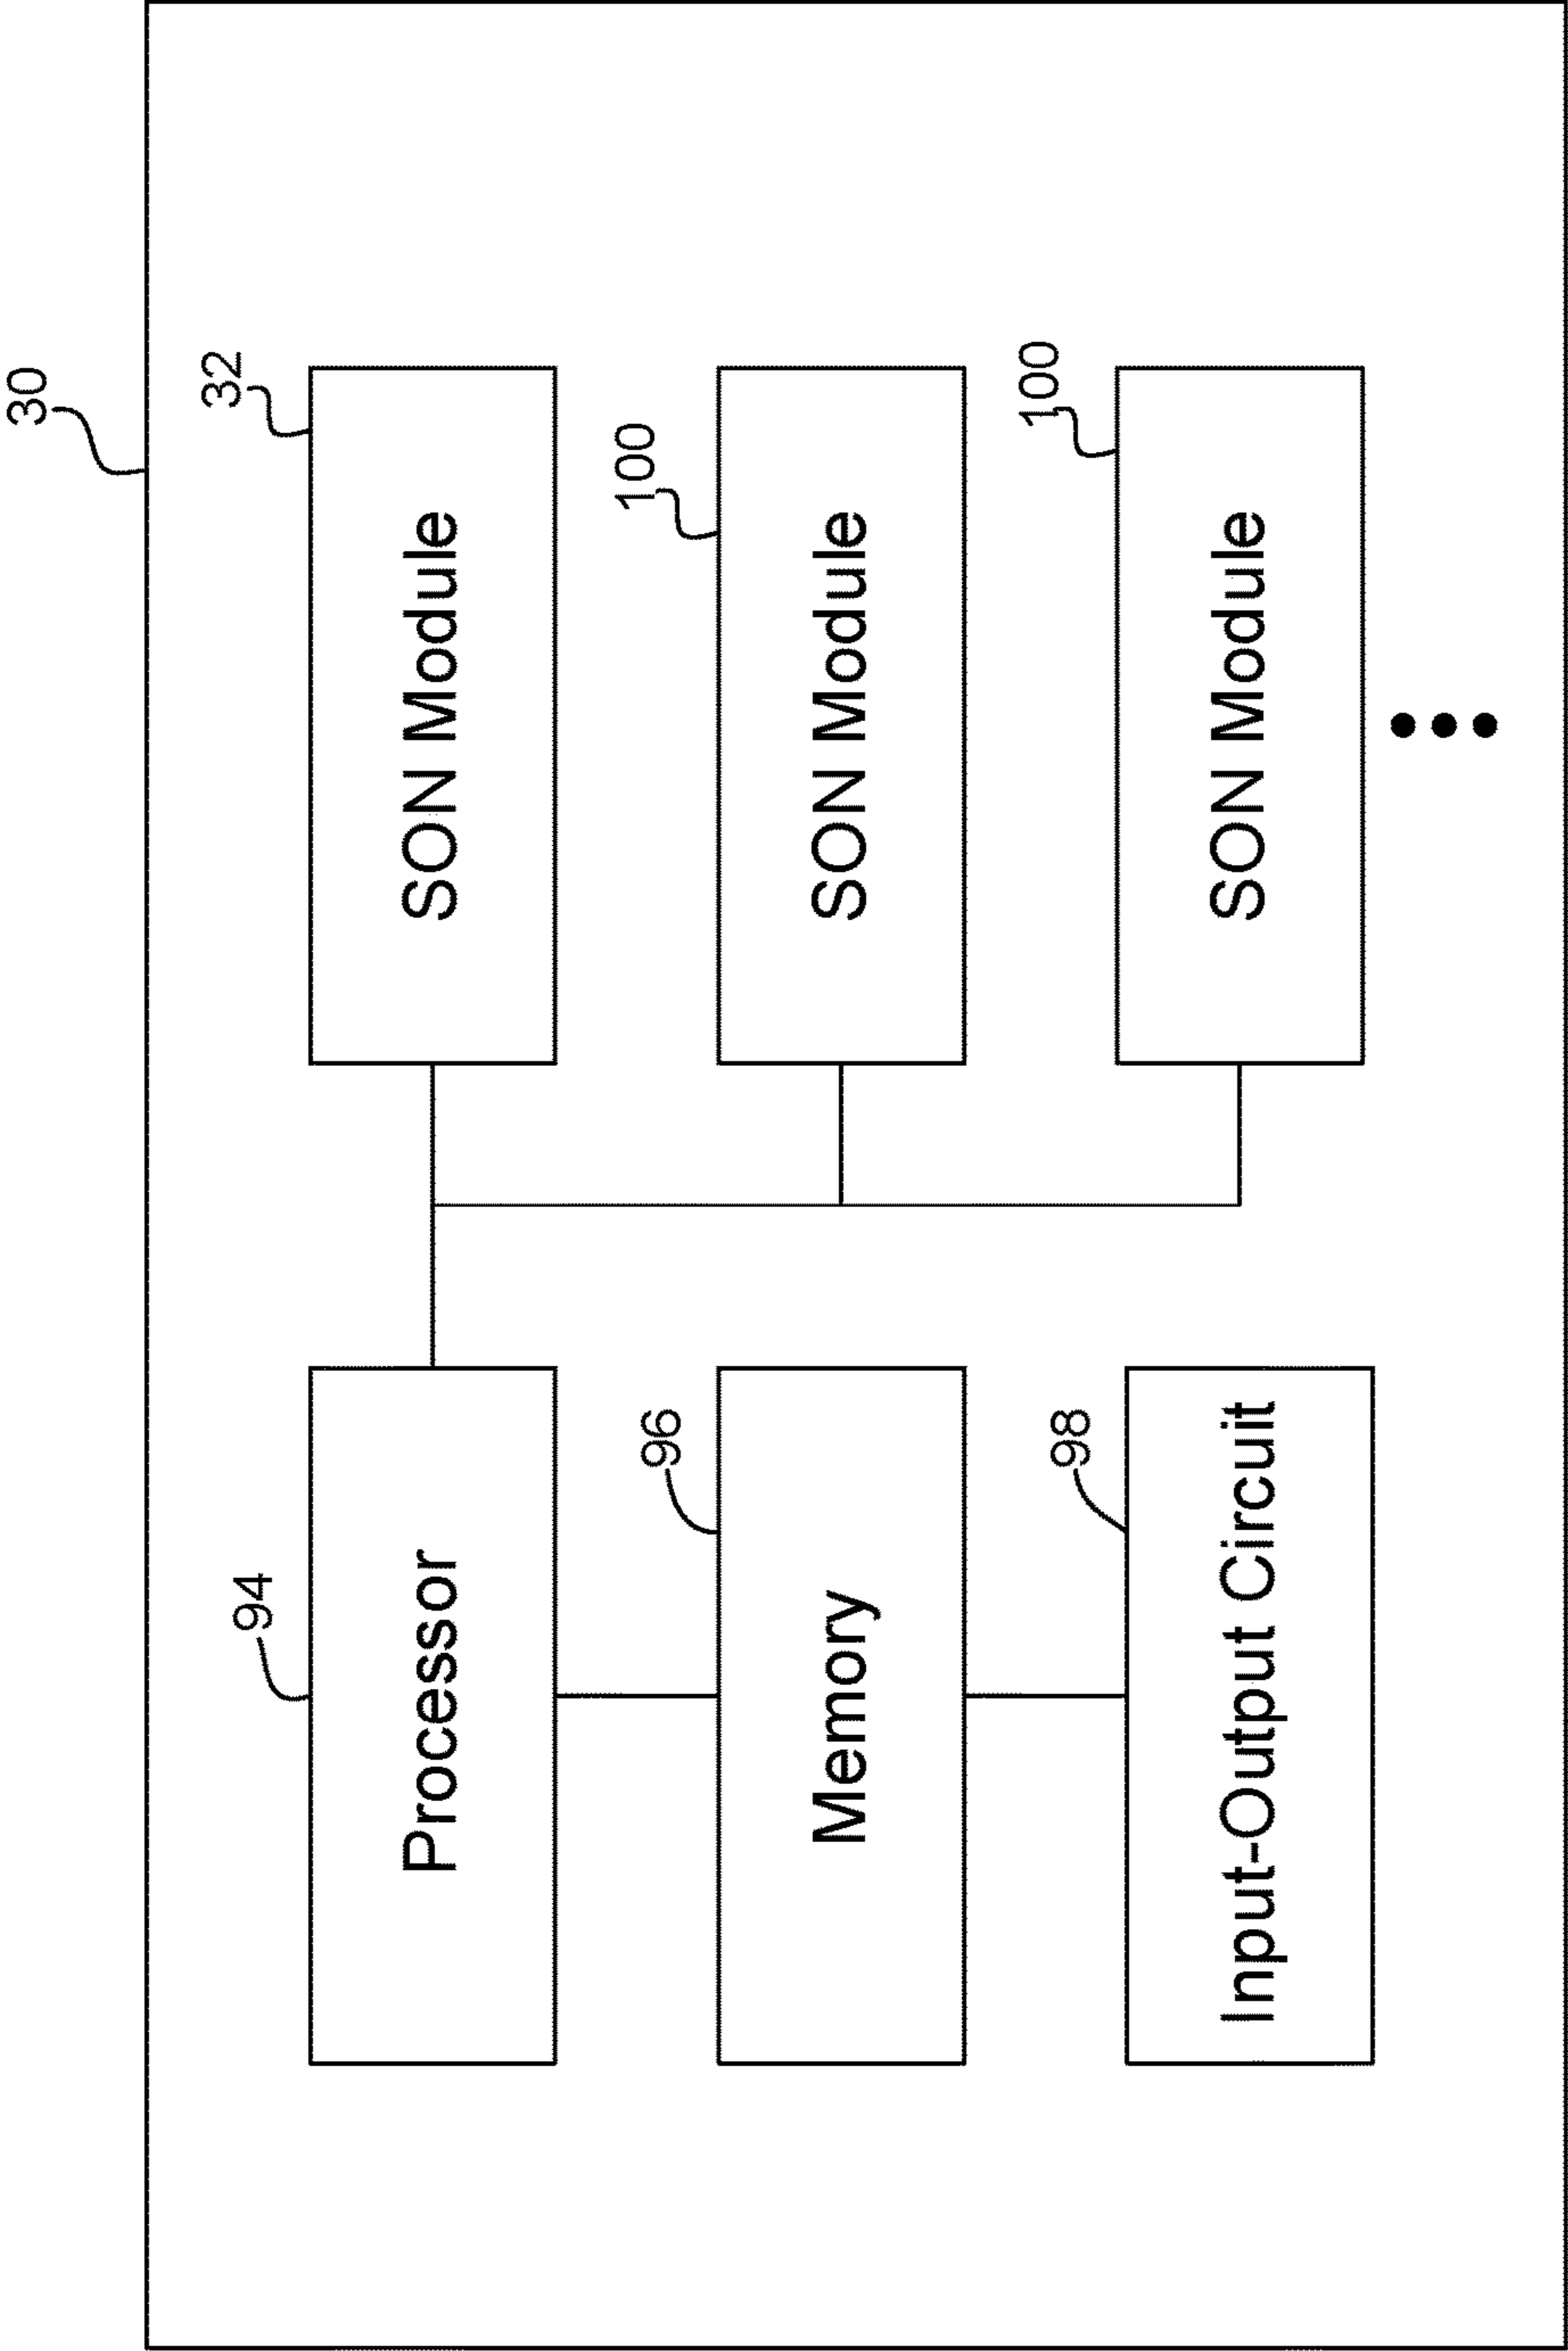 30
94
Processor
32
SON Module
96
Memory
100
SON Module
98
Input-Output Circuit
100
SON Module